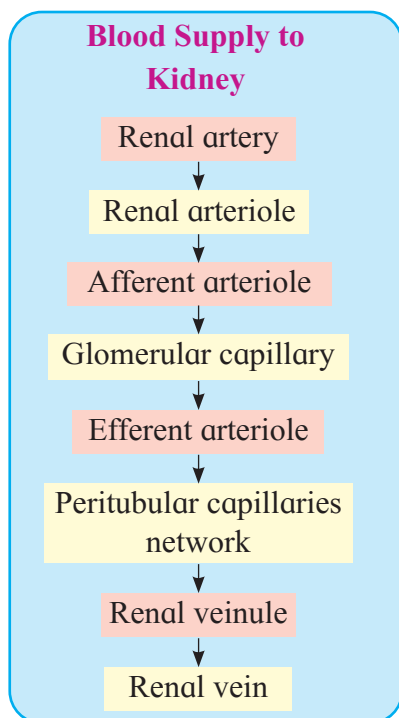 Blood Supply to
Kidney
Renal artery
Renal arteriole
Afferent arteriole
Glomerular capillary
Efferent arteriole
Peritubular capillaries
network
Renal veinule
Renal vein